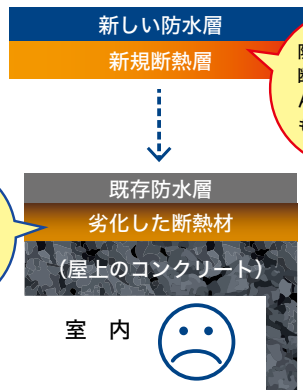 新しい防水層
新規断熱層
既存防水層
劣化した断熱材
（屋上のコンクリート）
室 内